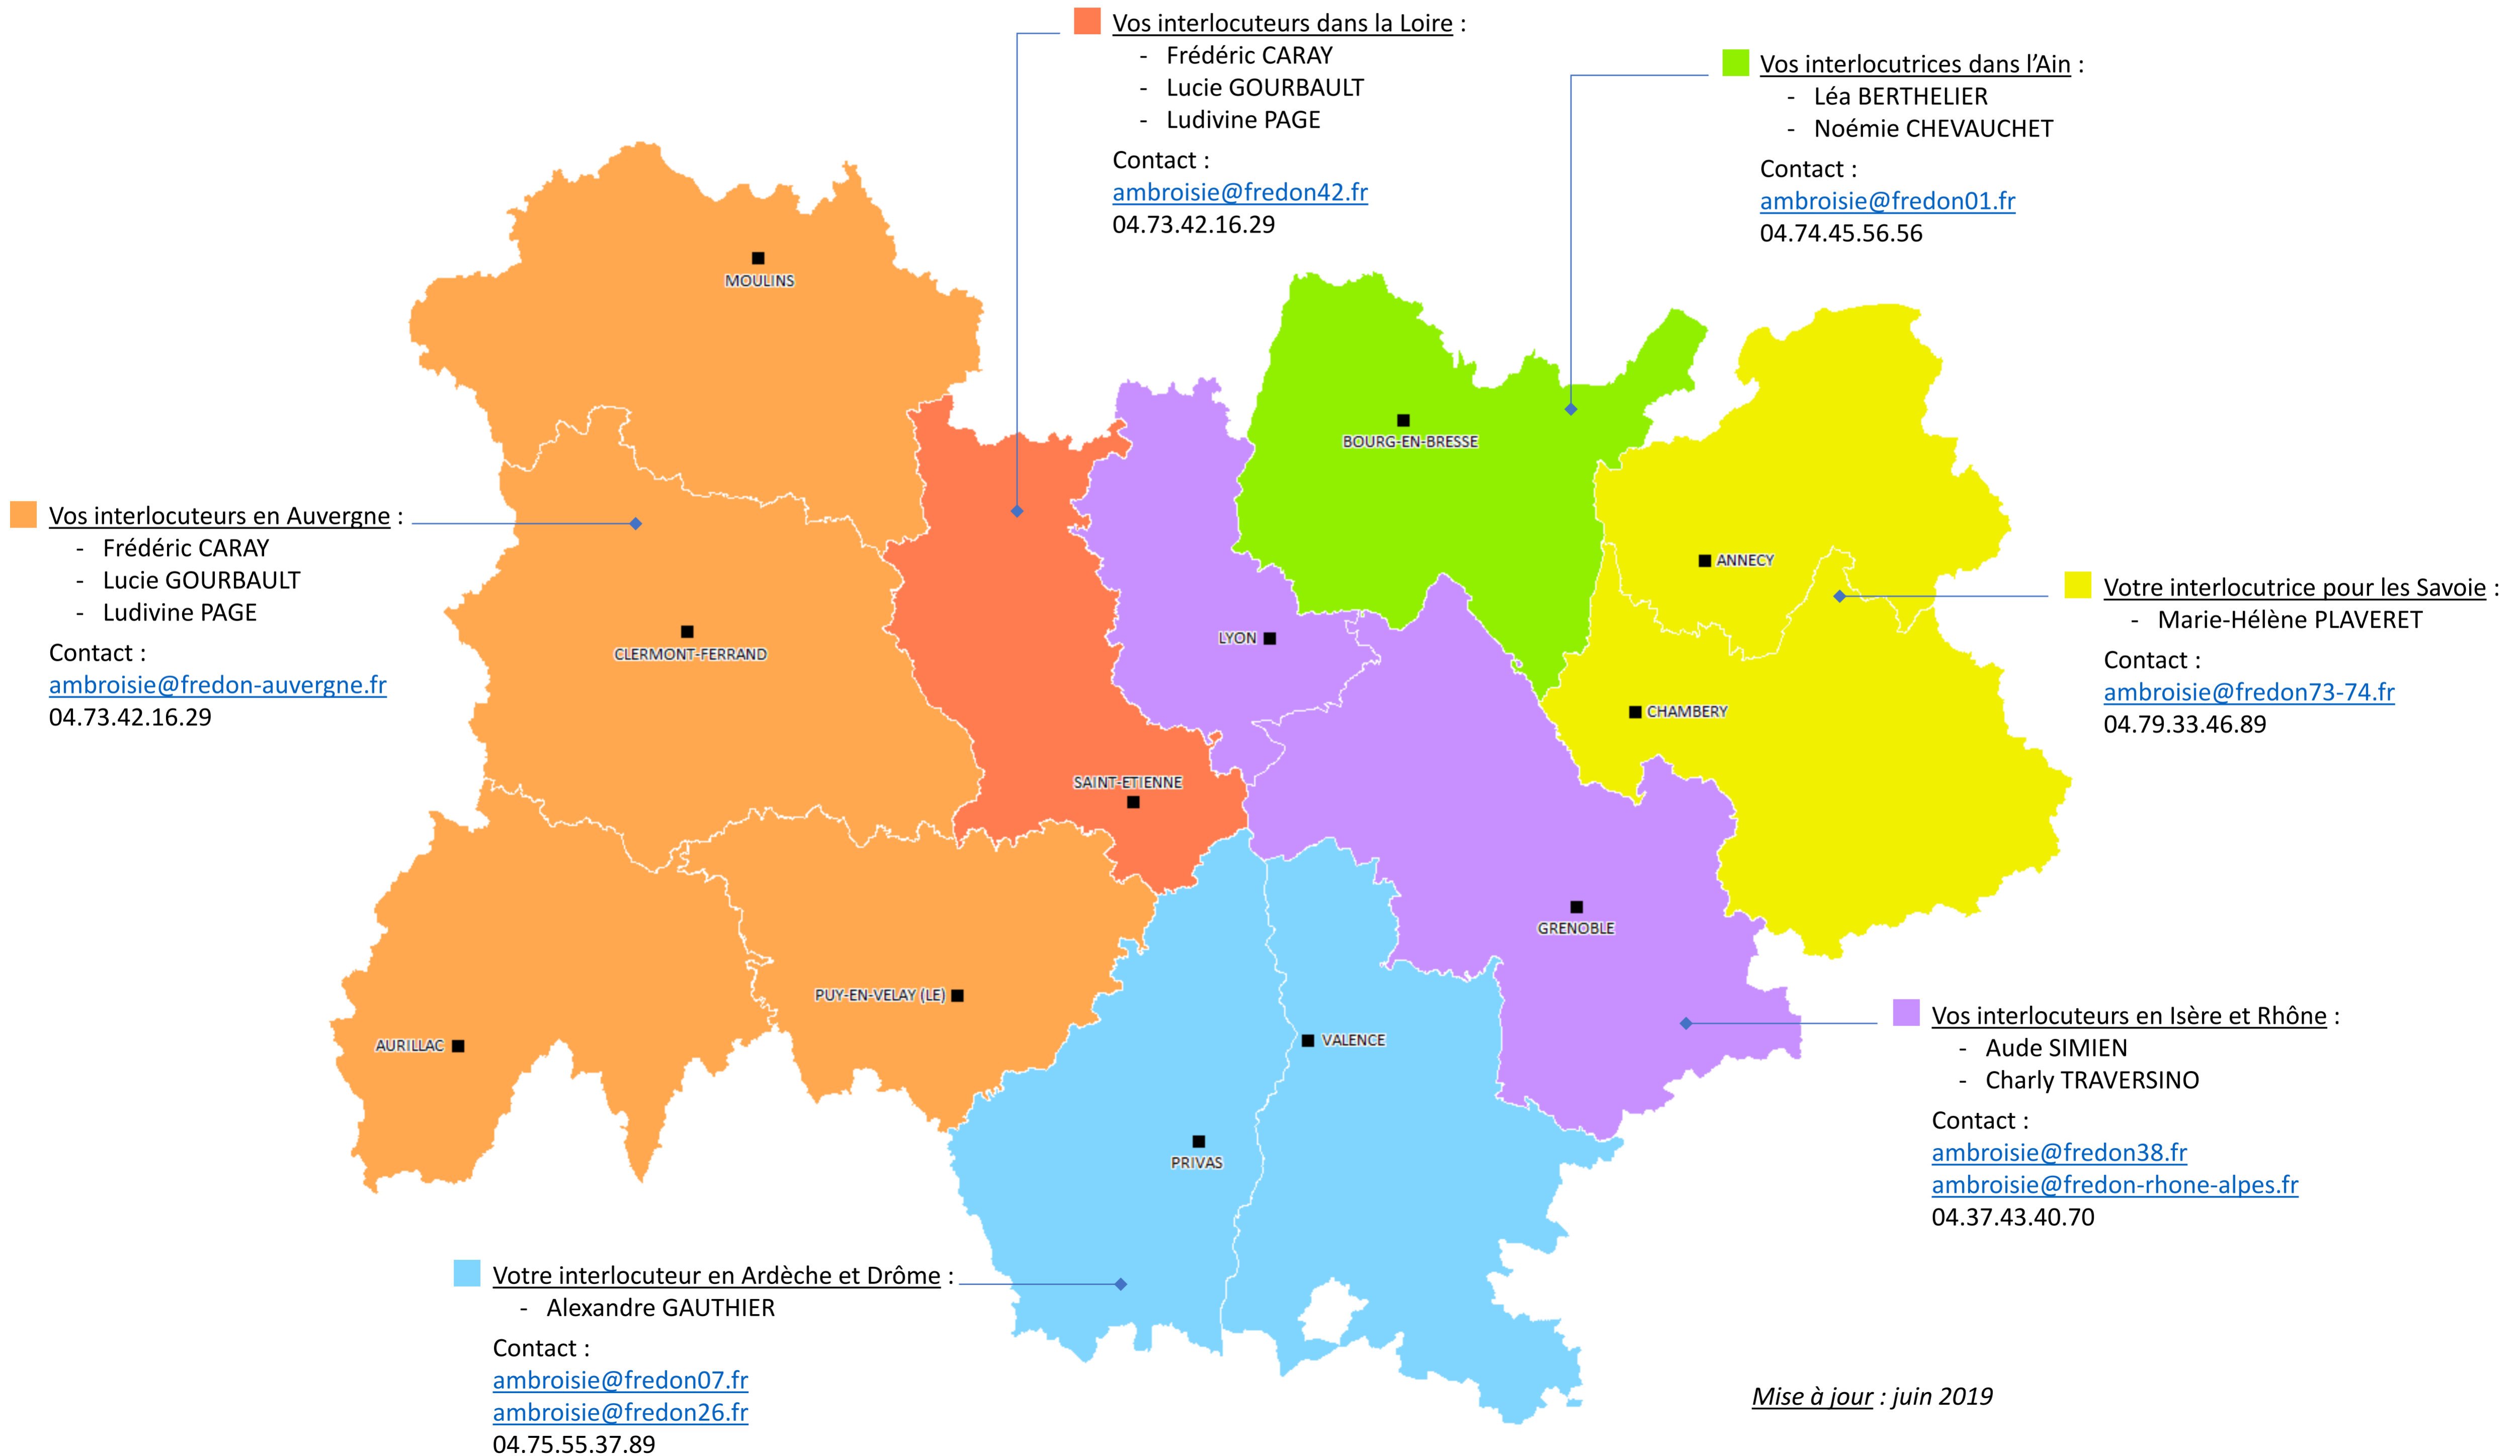 Vos interlocuteurs dans la Loire :
- Frédéric CARAY
- Lucie GOURBAULT
- Ludivine PAGE
Contact :
ambroisie@fredon42.fr
04.73.42.16.29
Vos interlocutrices dans l’Ain :
- Léa BERTHELIER
- Noémie CHEVAUCHET
Contact :
ambroisie@fredon01.fr
04.74.45.56.56
Vos interlocuteurs en Auvergne :
- Frédéric CARAY
- Lucie GOURBAULT
- Ludivine PAGE
Contact :
ambroisie@fredon-auvergne.fr
04.73.42.16.29
Votre interlocutrice pour les Savoie :
- Marie-Hélène PLAVERET
Contact :
ambroisie@fredon73-74.fr
04.79.33.46.89
MOULINS
BOURG-EN-BRESSE
ANNECY
LYON
CLERMONT-FERRAND
CHAMBERY
SAINT-ETIENNE
GRENOBLE
PUY-EN-VELAY (LE)
AURILLAC
VALENCE
PRIVAS
Vos interlocuteurs en Isère et Rhône :
- Aude SIMIEN
- Charly TRAVERSINO
Contact :
ambroisie@fredon38.fr
ambroisie@fredon-rhone-alpes.fr
04.37.43.40.70
Votre interlocuteur en Ardèche et Drôme :
- Alexandre GAUTHIER
Contact :
ambroisie@fredon07.fr
ambroisie@fredon26.fr
04.75.55.37.89
Mise à jour : juin 2019